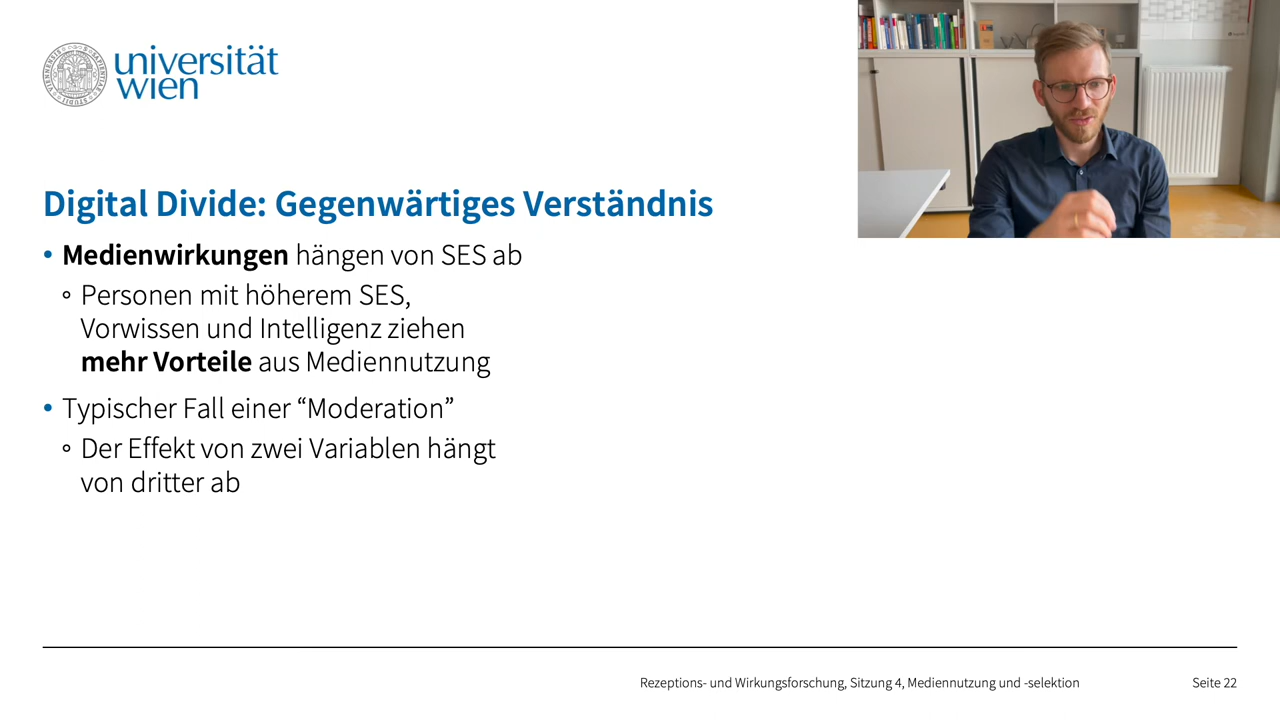 universität
wien
Digital Divide: Gegenwärtiges Verständnis
• Medienwirkungen hängen von SES ab
◦ Personen mit höherem SES,
Vorwissen und Intelligenz ziehen
mehr Vorteile aus Mediennutzung
• Typischer Fall einer “Moderation”
◦ Der Effekt von zwei Variablen hängt
von dritter ab
Rezeptions- und Wirkungsforschung, Sitzung 4, Mediennutzung und -selektion
Seite 22